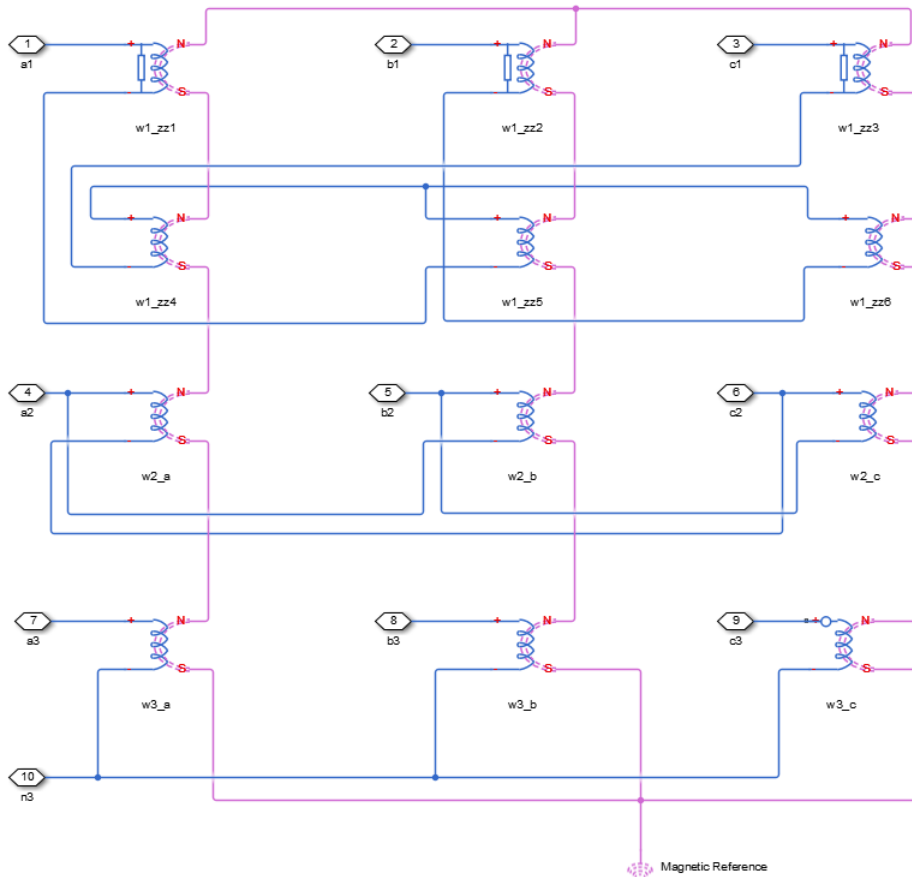 1
a1
+ N
- S
w1_zz1
2
b1
+ N
- S
w1_zz2
3
c1
+ N
- S
w1_zz3
+ N
- S
w1_zz4
+ N
- S
w1_zz5
+ N
- S
w1_zz6
4
a2
+ N
- S
w2_a
5
b2
+ N
- S
w2_b
6
c2
+ N
- S
w2_c
7
a3
+ N
- S
w3_a
8
b3
+ N
- S
w3_b
9
c3
+ N
- S
w3_c
10
n3
Magnetic Reference